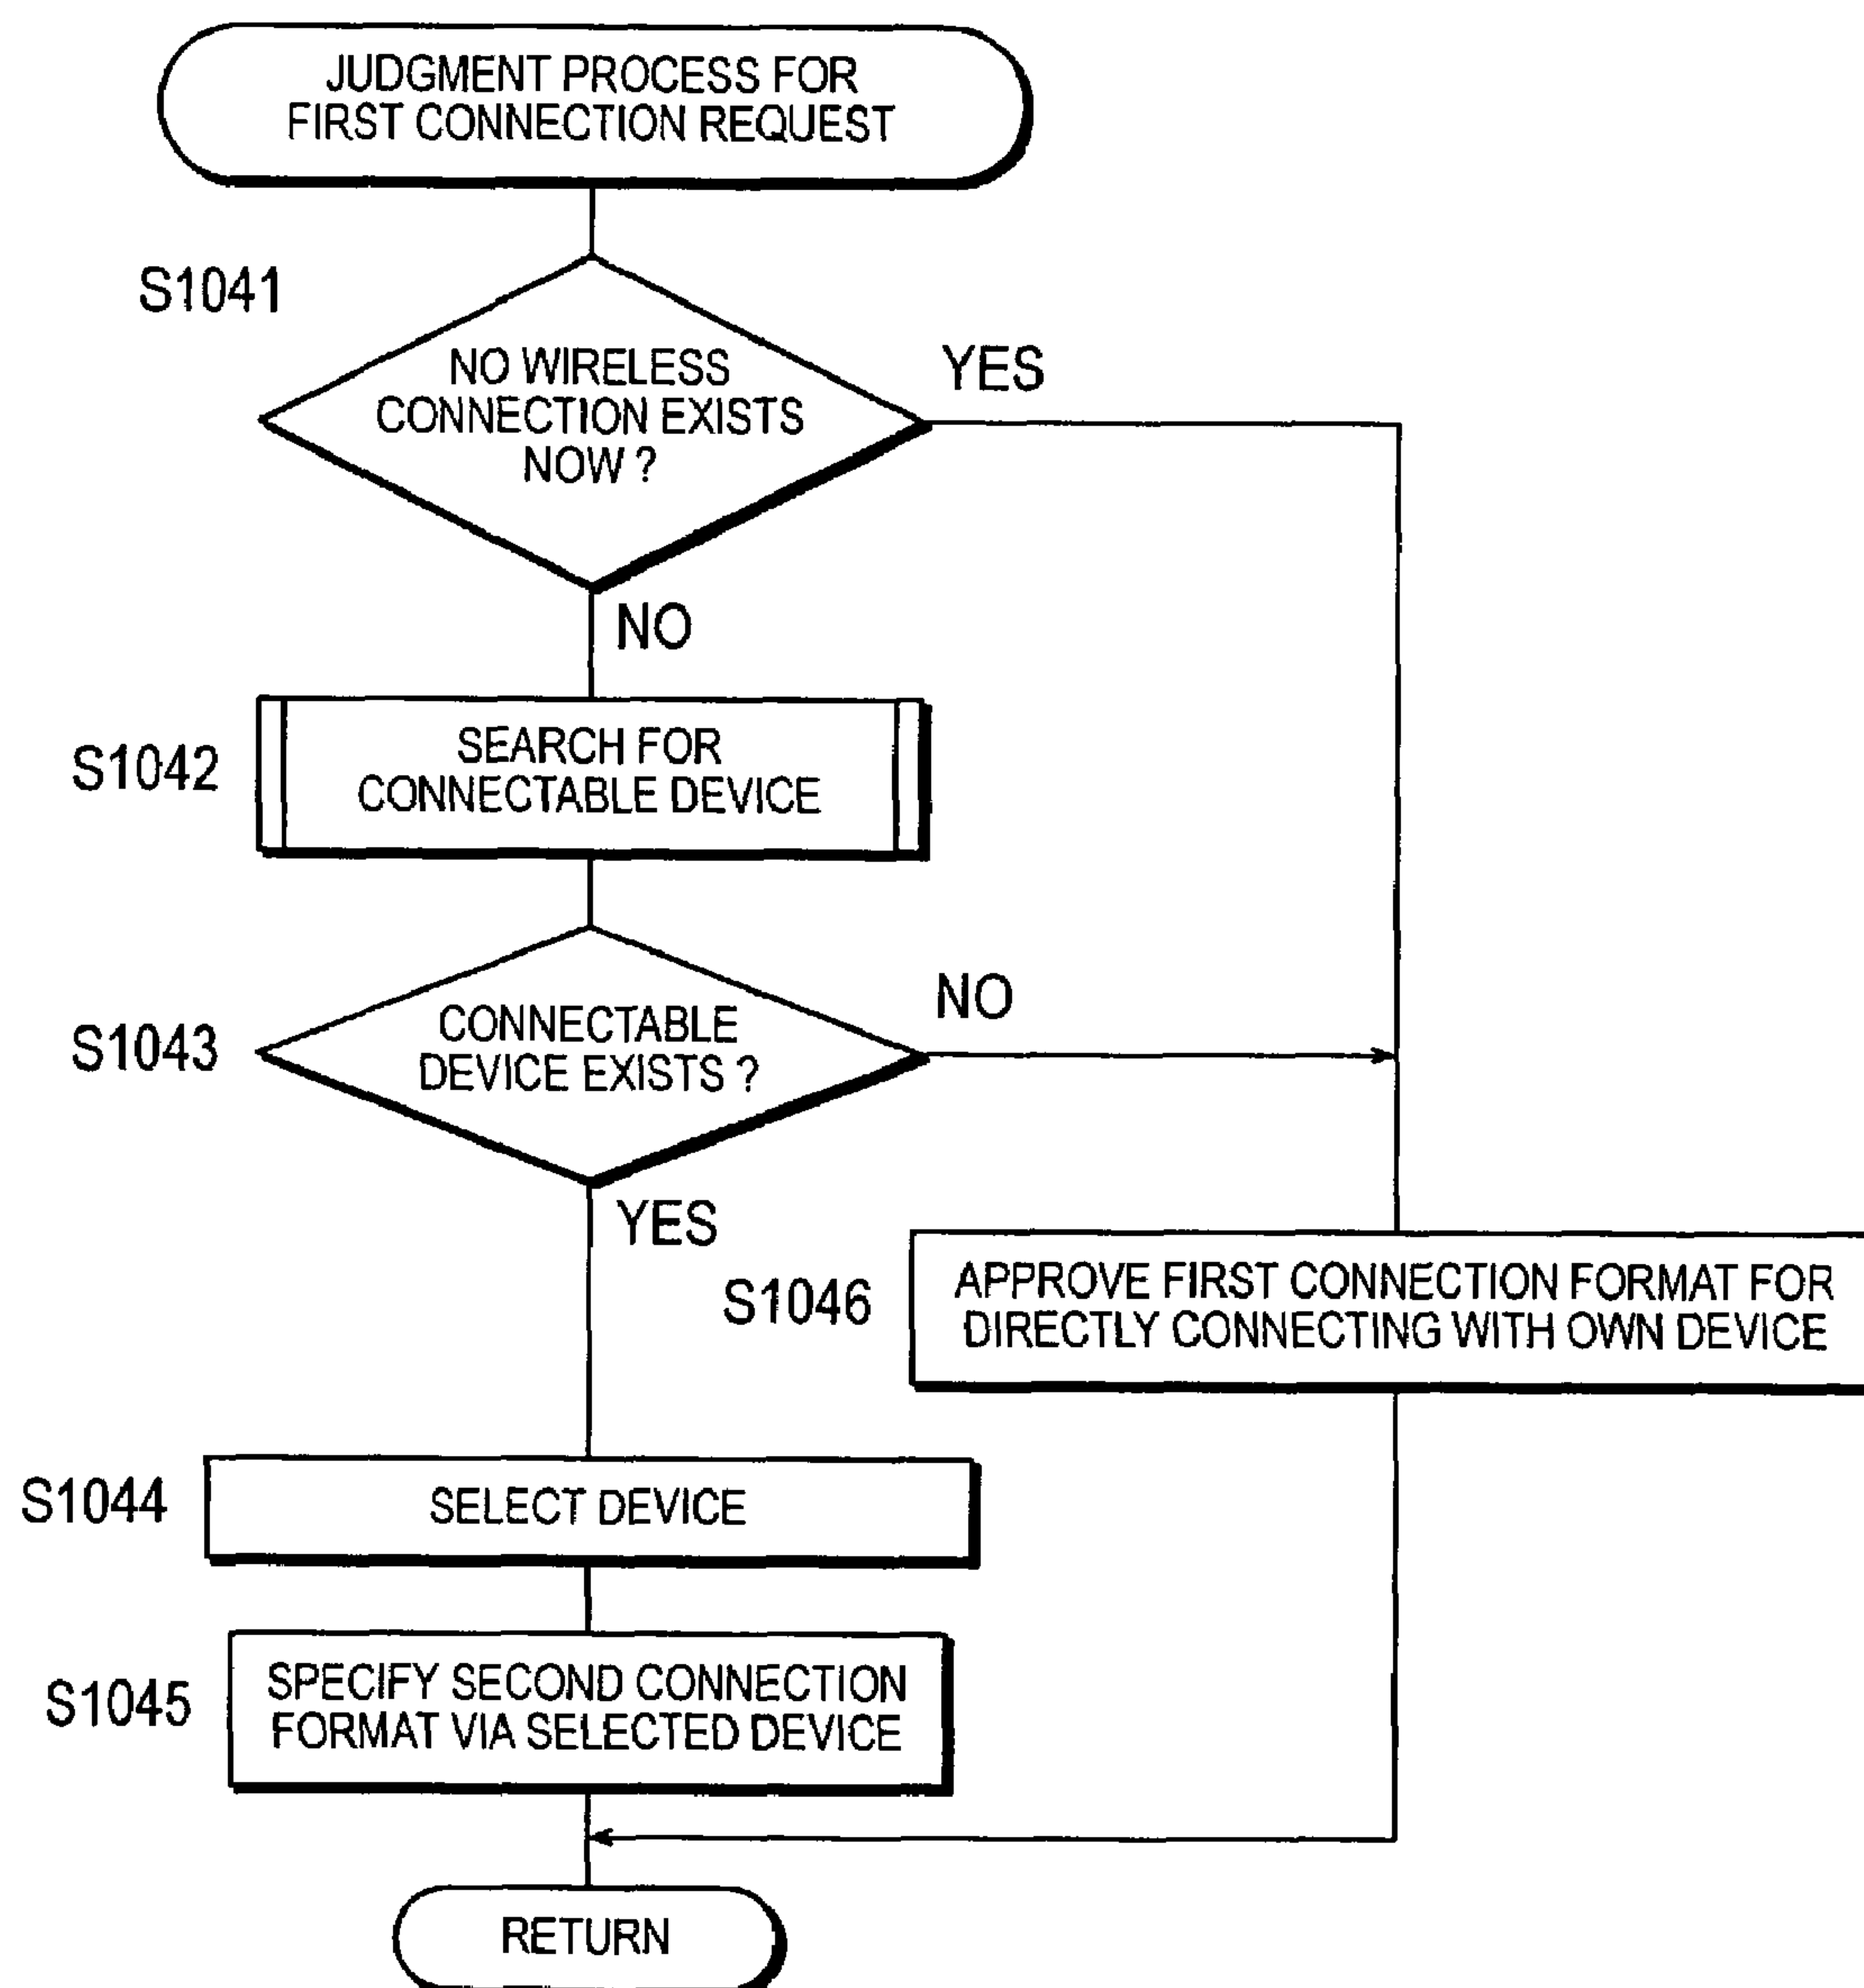 JUDGMENT PROCESS FOR
FIRST CONNECTION REQUEST
S1041
NO WIRELESS
CONNECTION EXISTS
NOW ?
YES
NO
S1042
SEARCH FOR
CONNECTABLE DEVICE
S1043
CONNECTABLE
DEVICE EXISTS ?
NO
YES
S1046
APPROVE FIRST CONNECTION FORMAT FOR
DIRECTLY CONNECTING WITH OWN DEVICE
S1044
SELECT DEVICE
S1045
SPECIFY SECOND CONNECTION
FORMAT VIA SELECTED DEVICE
RETURN